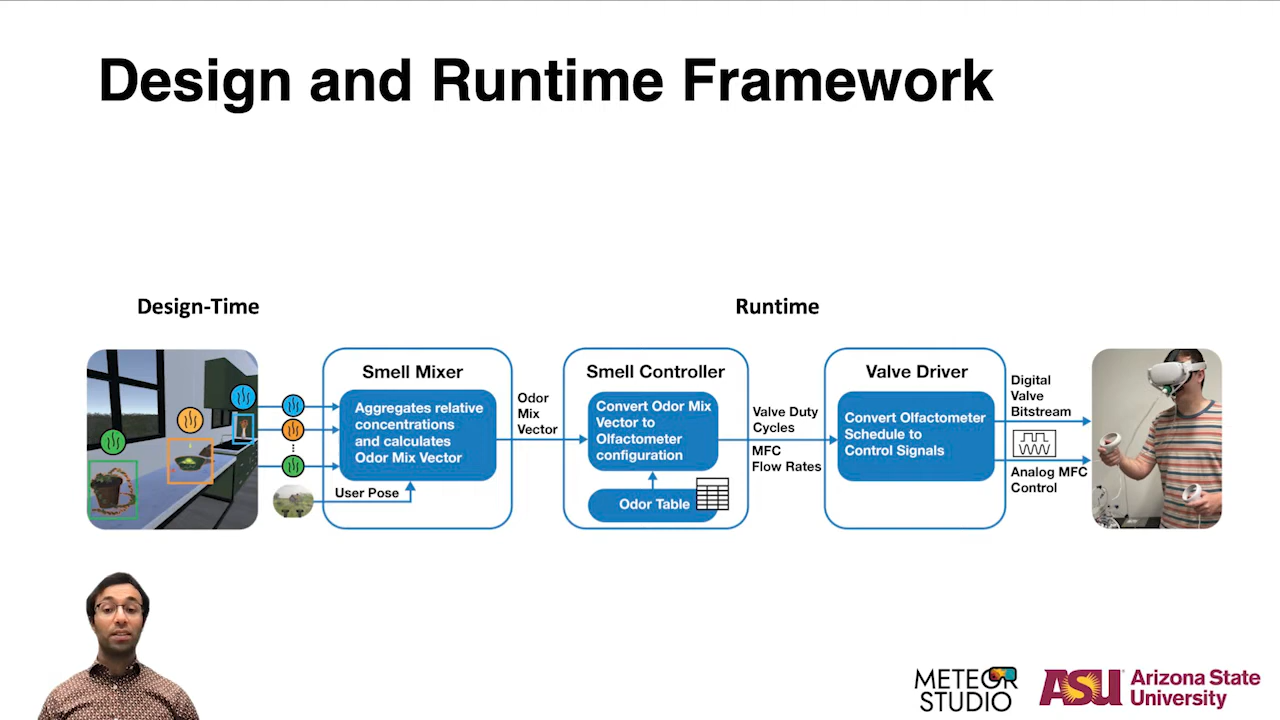 Design and Runtime Framework
Design-Time
Runtime
Smell Mixer
Aggregates relative
concentrations
and calculates
Odor Mix Vector
User Pose
Odor
Mix
Vector
Smell Controller
Convert Odor Mix
Vector to
Olfactometer
configuration
Odor Table
Valve Duty
Cycles
MFC
Flow Rates
Valve Driver
Convert Olfactometer
Schedule to
Control Signals
Digital
Valve
Bitstream
Analog MFC
Control
METEOR
STUDIO
ASU
Arizona State
University